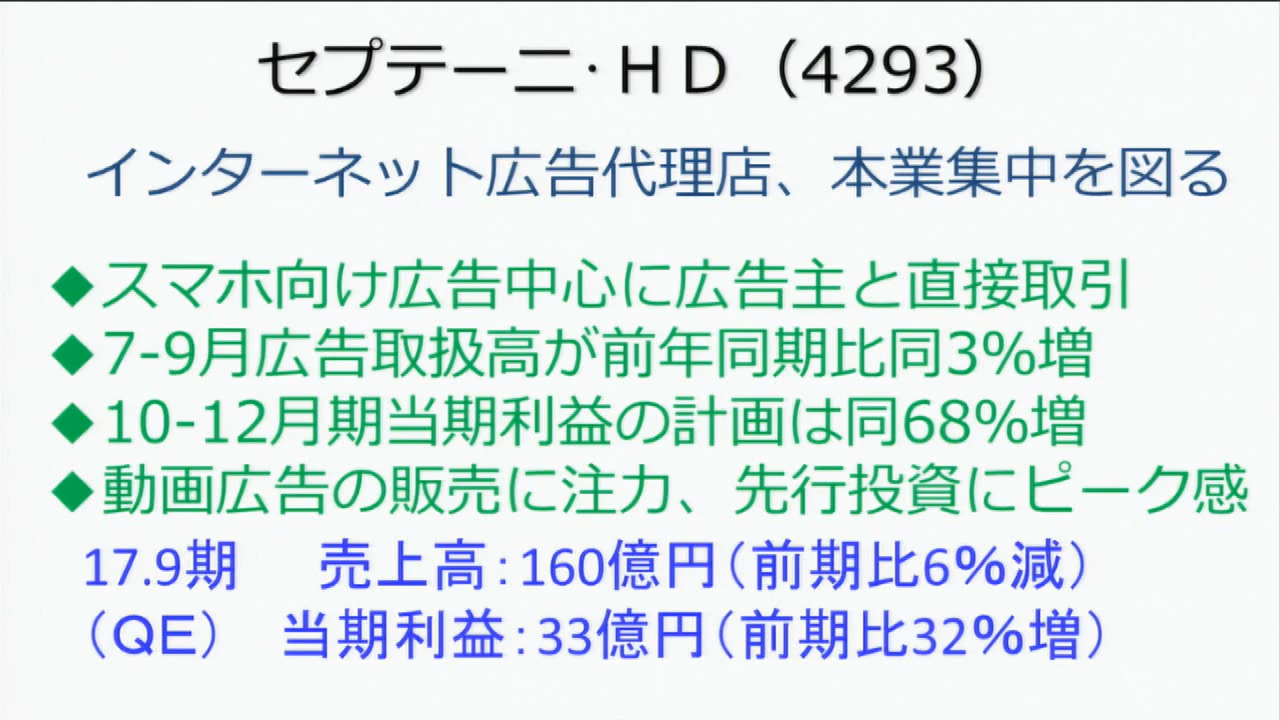 セプテーニ・ＨＤ（4293）
インターネット広告代理店、本業集中を図る
◆スマホ向け広告中心に広告主と直接取引
◆7-9月広告取扱高が前年同期比同3%増
◆10-12月期当期利益の計画は同68%増
◆動画広告の販売に注力、先行投資にピーク感
17.9期　売上高：160億円（前期比6％減）
（QE）　当期利益：33億円（前期比32％増）